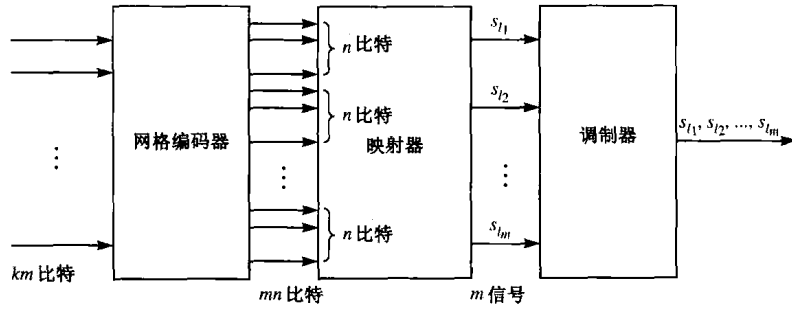 n 比特
n 比特
n 比特
网格编码器
映射器
调制器
s_{l_1}
s_{l_2}
s_{l_m}
s_{l_1}, s_{l_2}, ..., s_{l_m}
⋮
⋮
⋮
km 比特
mn 比特
m 信号